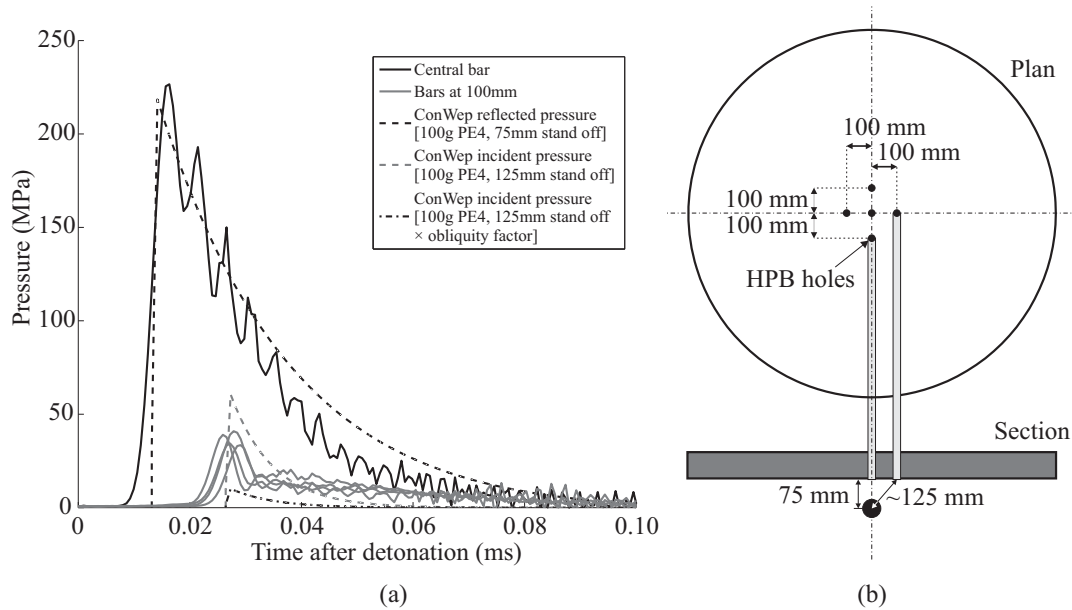 250
200
150
100
50
0
Pressure (MPa)
0
0.02
0.04
0.06
0.08
0.10
Time after detonation (ms)
Central bar
Bars at 100mm
ConWep reflected pressure
[100g PE4, 75mm stand off]
ConWep incident pressure
[100g PE4, 125mm stand off]
ConWep incident pressure
[100g PE4, 125mm stand off
× obliquity factor]
(a)
Plan
100 mm
100 mm
100 mm
100 mm
HPB holes
Section
75 mm
~125 mm
(b)